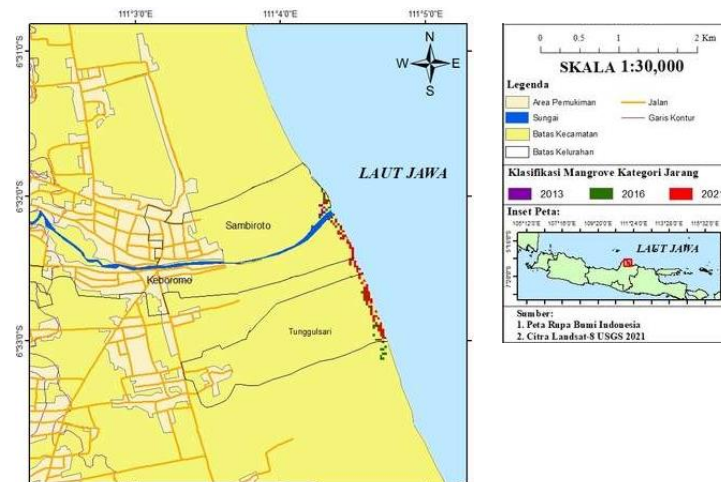 111°3'0"E
111°4'0"E
111°5'0"E
6°31'0"S
6°32'0"S
6°33'0"S
N
W
E
S
LAUT JAWA
Sambiroto
Keboromo
Tunggulsari
0 0.5 1 2 Km
SKALA 1:30,000
Legenda
Area Pemukiman
Jalan
Sungai
Garis Kontur
Batas Kecamatan
Batas Kelurahan
Klasifikasi Mangrove Kategori Jarang
2013
2016
202
Inset Peta:
LAUT JAWA
Sumber:
1. Peta Rupa Bumi Indonesia
2. Citra Landsat-8 USGS 2021